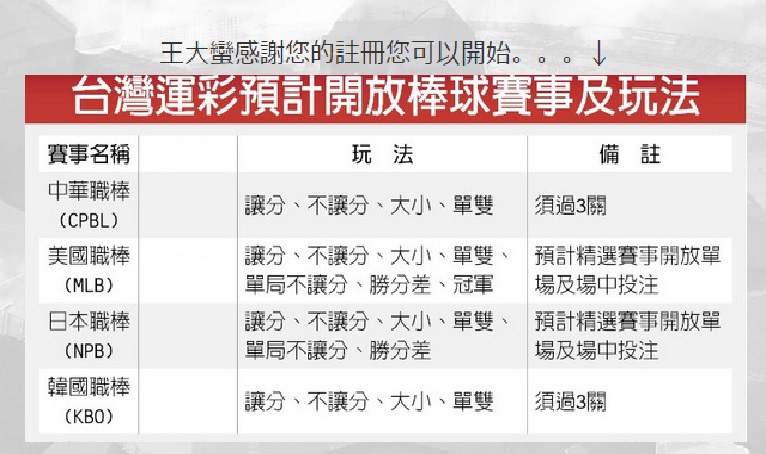 王大蠻感謝您的註冊您可以開始。。。↓
台灣運彩預計開放棒球賽事及玩法
賽事名稱 玩 法 備 註
中華職棒
(CPBL)
讓分、不讓分、大小、單雙
須過3關
美國職棒
(MLB)
讓分、不讓分、大小、單雙、
單局不讓分、勝分差、冠軍
預計精選賽事開放單
場及場中投注
日本職棒
(NPB)
讓分、不讓分、大小、單雙、
單局不讓分、勝分差
預計精選賽事開放單
場及場中投注
韓國職棒
(KBO)
讓分、不讓分、大小、單雙
須過3關